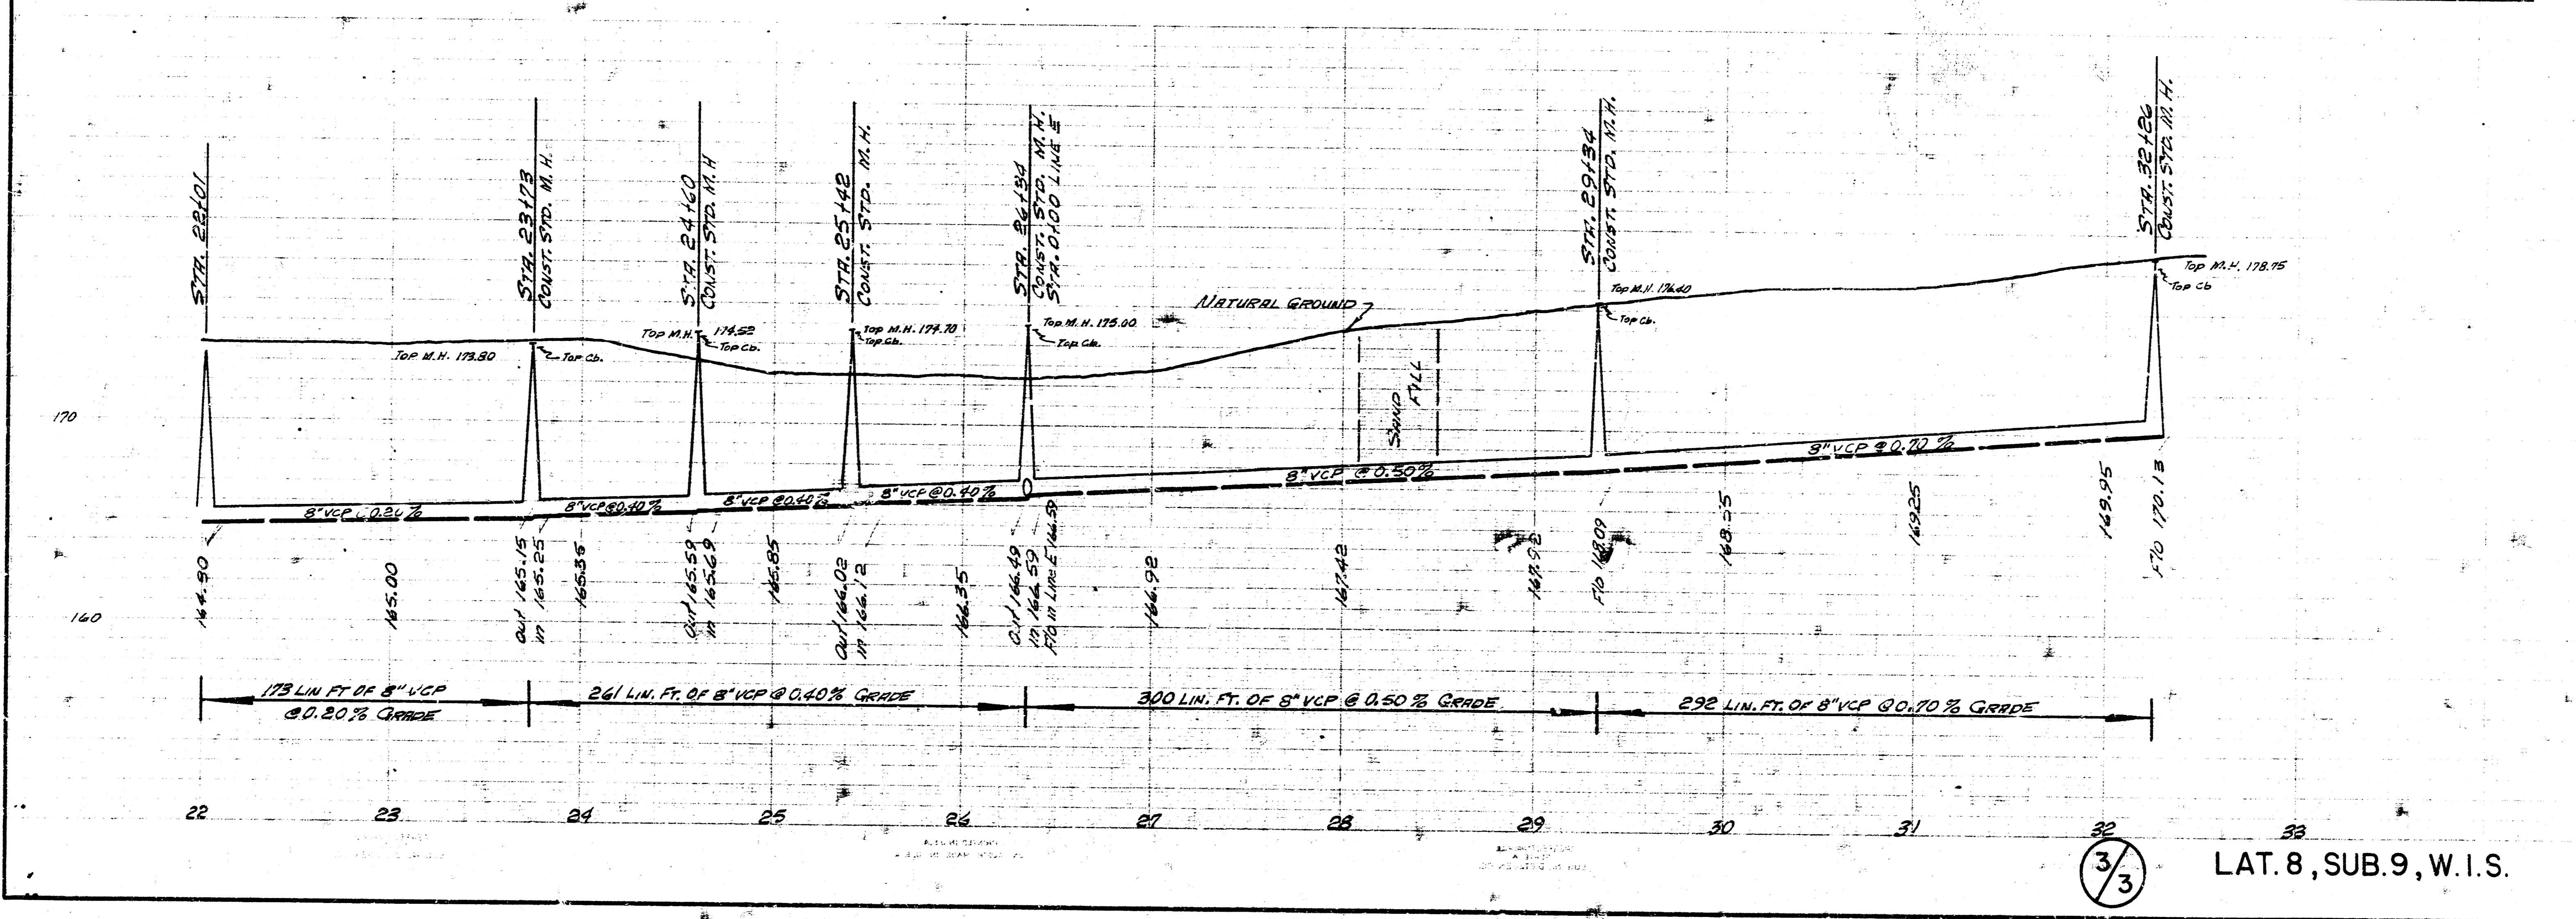 STA. 22+01
STA. 23+73
CONST. STD. M.H.
STA. 24+60
CONST. STD. M.H
STA. 25+42
CONST. STD. M.H.
STA. 26+34
CONST. STD. M.H.
STA. 0+00 LINE E
STA. 29+34
CONST. STD. M.H.
STA. 32+26
CONST. STD. M.H.
Top M.H. 173.80
Top Cb.
Top M.H. 174.52
Top Cb.
Top M.H. 174.70
Top Cb.
Top M.H. 175.00
Top Cb.
NATURAL GROUND
Top M.H. 176.40
Top Cb.
Top M.H. 178.75
Top Cb
170
SAND
FILL
8" VCP @ 0.20%
8" VCP @ 0.40%
8" VCP @ 0.40%
8" VCP @ 0.40%
8" VCP @ 0.50%
8" VCP @ 0.70%
160
164.80
165.00
Out 165.15
in 165.25
165.35
Out 165.59
in 165.69
165.85
Out 166.02
in 166.12
166.35
Out 166.49
in 166.59
Flo in Line E 166.59
166.92
167.42
167.92
Flo 168.09
168.55
169.25
169.95
Flo 170.13
173 LIN FT OF 8" VCP
@ 0.20% GRADE
261 LIN. FT. OF 8" VCP @ 0.40% GRADE
300 LIN. FT. OF 8" VCP @ 0.50% GRADE
292 LIN. FT. OF 8" VCP @ 0.70% GRADE
22 23 24 25 26 27 28 29 30 31 32 33
3/3
LAT. 8, SUB. 9, W.I.S.